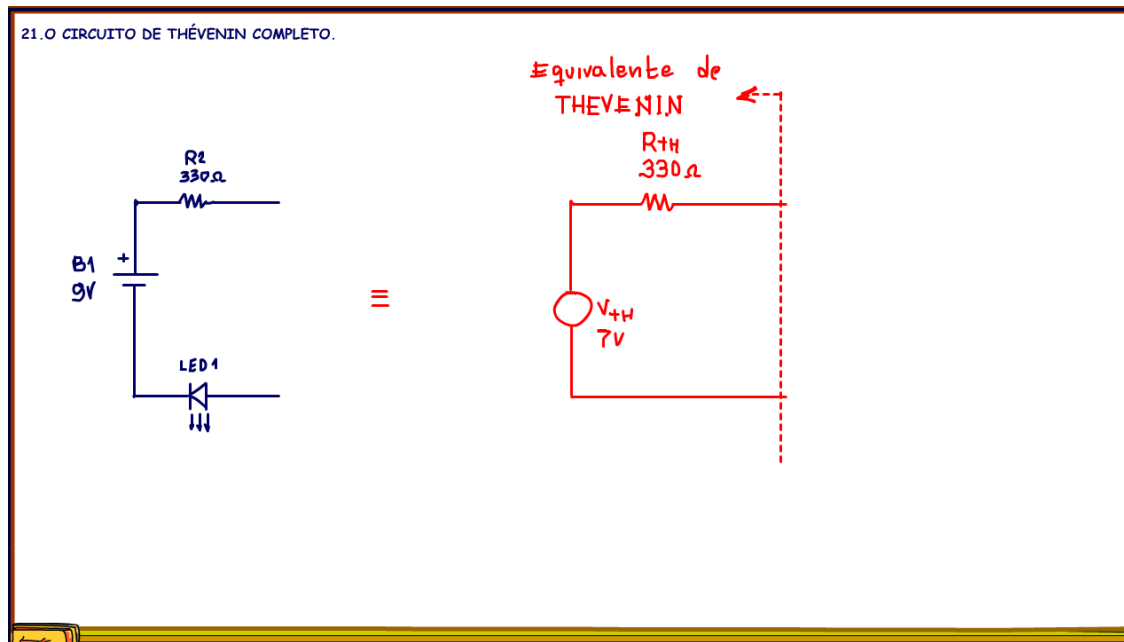 21.O CIRCUITO DE THÉVENIN COMPLETO.
Equivalente de
THEVENIN
R2
330Ω
RTH
330Ω
B1
9V
+
≡
VTH
7V
LED1